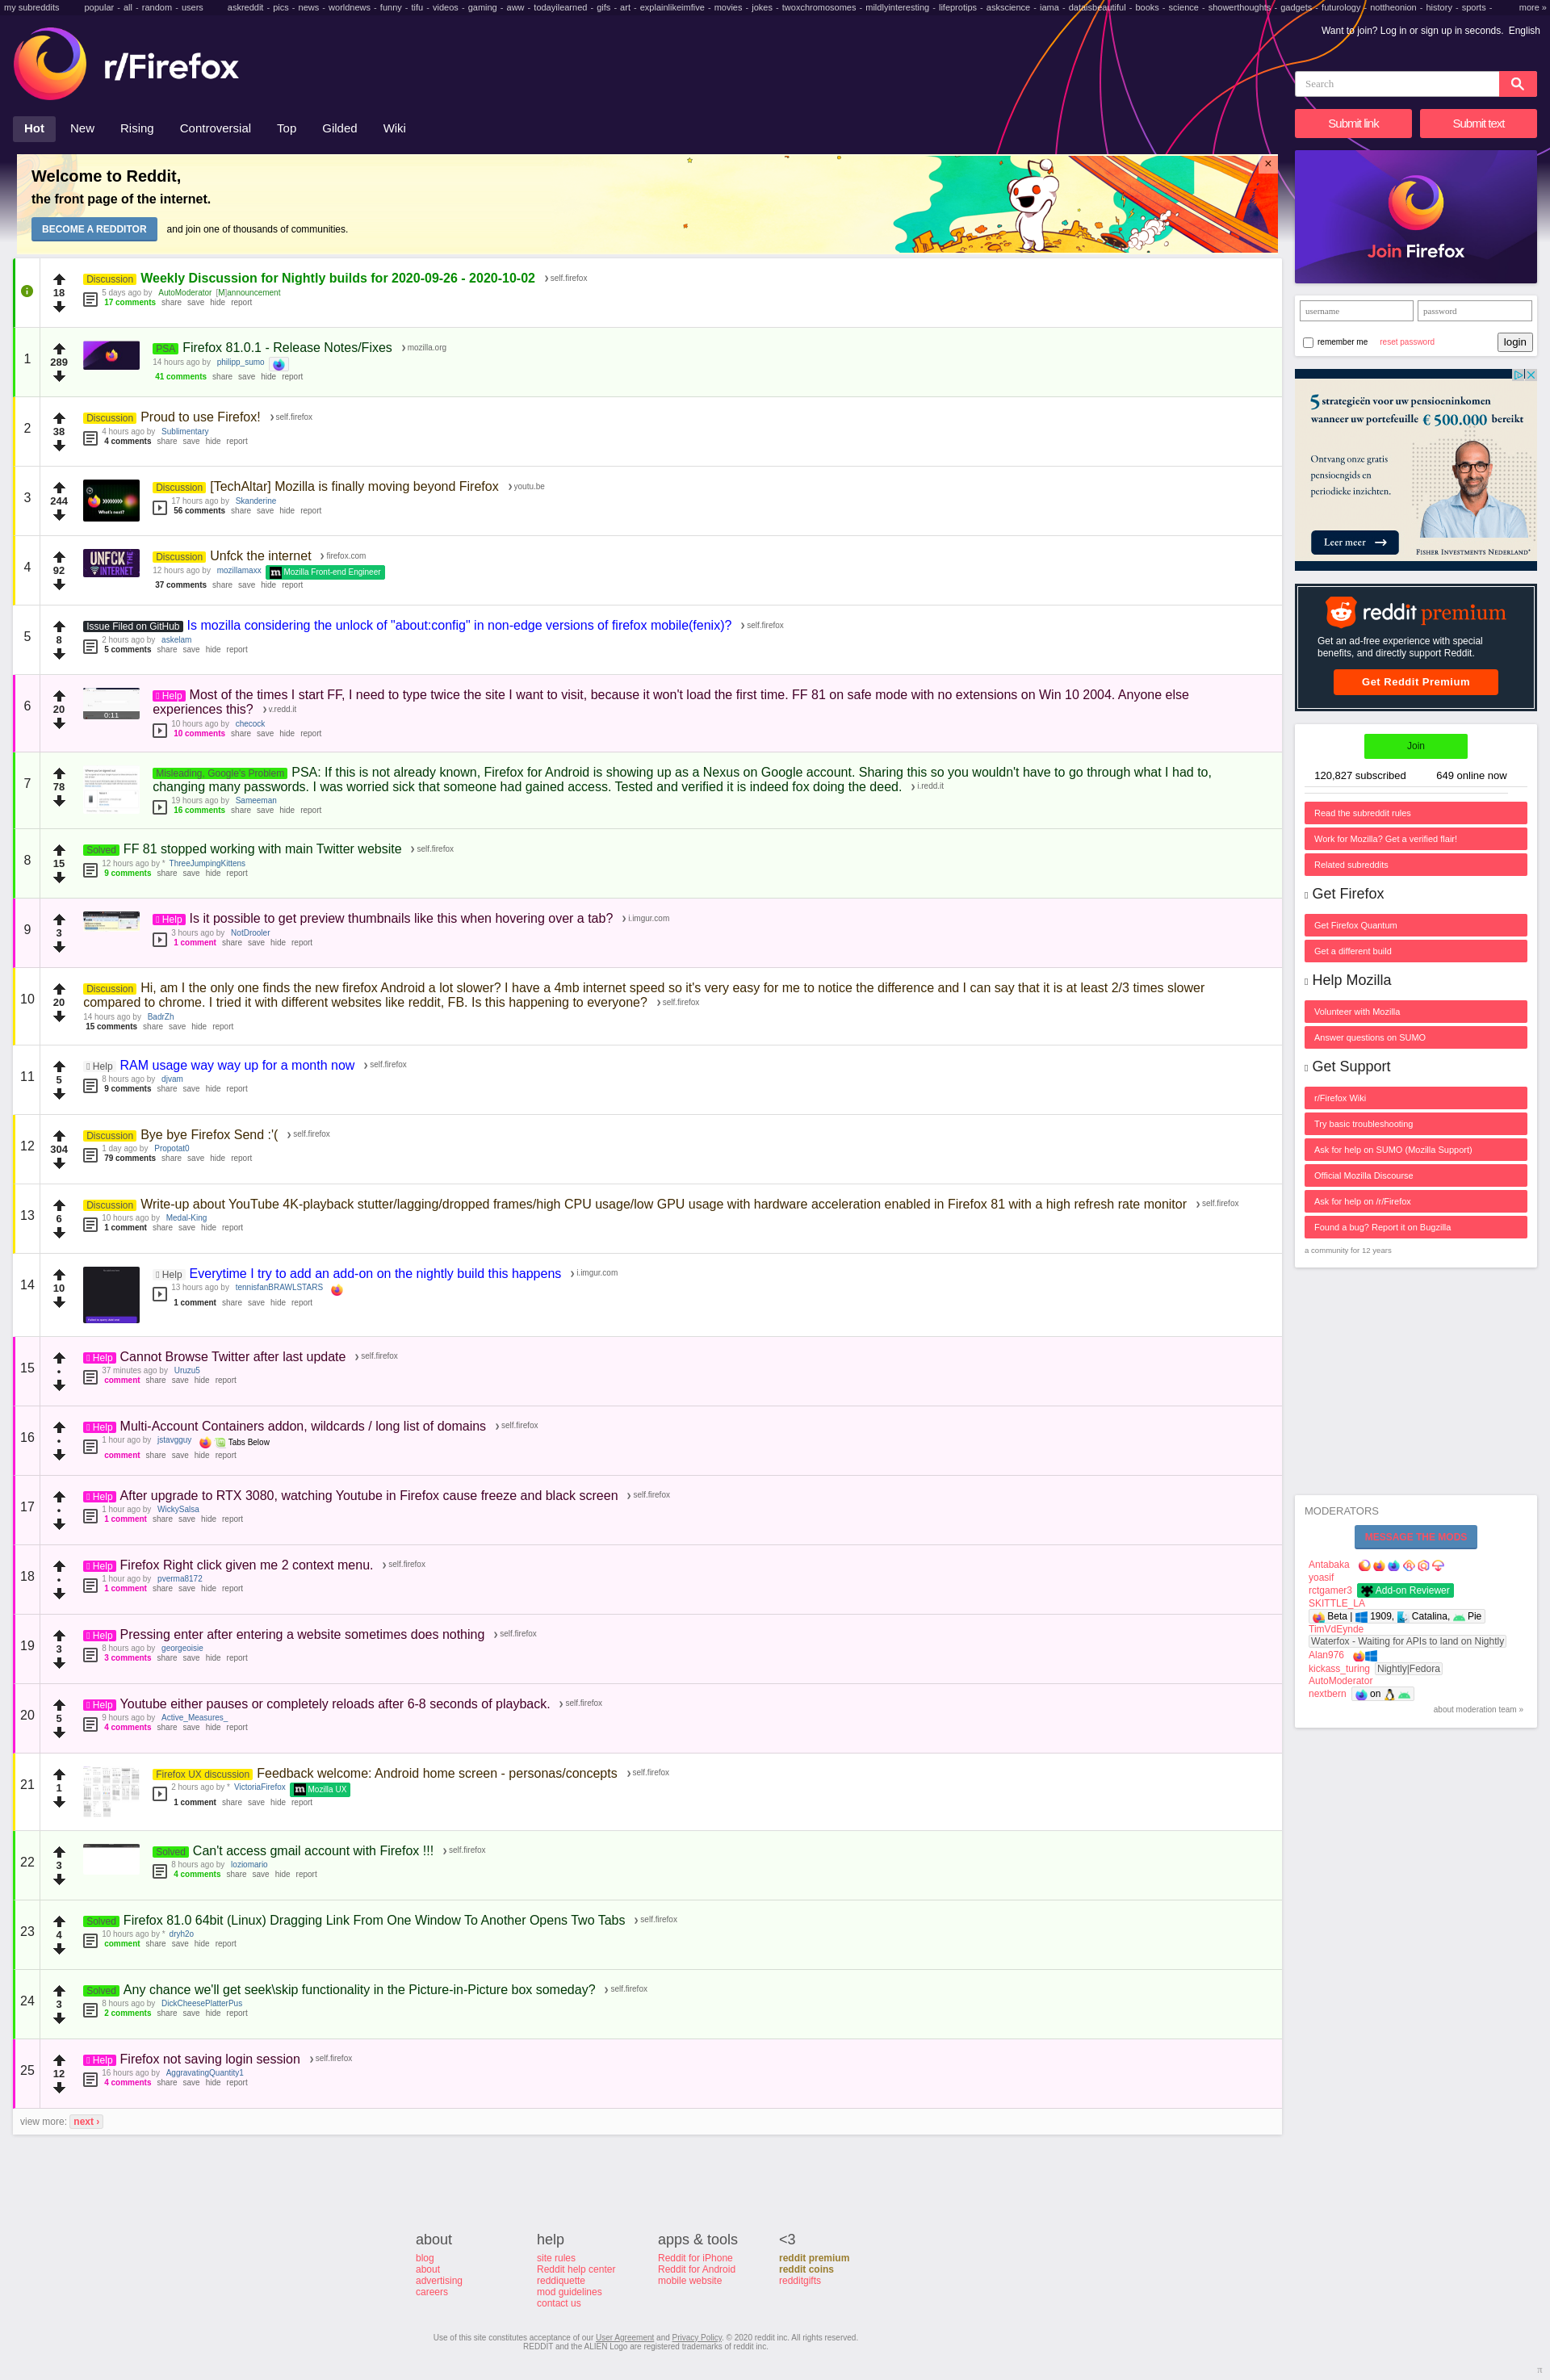 my subreddits popular - all - random - users askreddit - pics - news - worldnews - funny - tifu - videos - gaming - aww - todayilearned - gifs - art - explainlikeimfive - movies - jokes - twoxchromosomes - mildlyinteresting - lifeprotips - askscience - iama - dataisbeautiful - books - science - showerthoughts - gadgets - futurology - nottheonion - history - sports - more »
Want to join? Log in or sign up in seconds. English
r/Firefox
Search
Hot New Rising Controversial Top Gilded Wiki
Submit link Submit text
Welcome to Reddit,
the front page of the internet.
BECOME A REDDITOR and join one of thousands of communities.
×
Join Firefox
18
Discussion Weekly Discussion for Nightly builds for 2020-09-26 - 2020-10-02 ❯ self.firefox
5 days ago by AutoModerator [M]announcement
17 comments share save hide report
1
289
PSA Firefox 81.0.1 - Release Notes/Fixes ❯ mozilla.org
14 hours ago by philipp_sumo
41 comments share save hide report
2
38
Discussion Proud to use Firefox! ❯ self.firefox
4 hours ago by Sublimentary
4 comments share save hide report
3
244
What's next?
Discussion [TechAltar] Mozilla is finally moving beyond Firefox ❯ youtu.be
17 hours ago by Skanderine
56 comments share save hide report
4
92
UNFCK THE INTERNET
Discussion Unfck the internet ❯ firefox.com
12 hours ago by mozillamaxx Mozilla Front-end Engineer
37 comments share save hide report
5
8
Issue Filed on GitHub Is mozilla considering the unlock of "about:config" in non-edge versions of firefox mobile(fenix)? ❯ self.firefox
2 hours ago by askelam
5 comments share save hide report
6
20
0:11
Help Most of the times I start FF, I need to type twice the site I want to visit, because it won't load the first time. FF 81 on safe mode with no extensions on Win 10 2004. Anyone else
experiences this? ❯ v.redd.it
10 hours ago by checock
10 comments share save hide report
7
78
Misleading, Google's Problem PSA: If this is not already known, Firefox for Android is showing up as a Nexus on Google account. Sharing this so you wouldn't have to go through what I had to,
changing many passwords. I was worried sick that someone had gained access. Tested and verified it is indeed fox doing the deed. ❯ i.redd.it
19 hours ago by Sameeman
16 comments share save hide report
8
15
Solved FF 81 stopped working with main Twitter website ❯ self.firefox
12 hours ago by * ThreeJumpingKittens
9 comments share save hide report
9
3
Help Is it possible to get preview thumbnails like this when hovering over a tab? ❯ i.imgur.com
3 hours ago by NotDrooler
1 comment share save hide report
10
20
Discussion Hi, am I the only one finds the new firefox Android a lot slower? I have a 4mb internet speed so it's very easy for me to notice the difference and I can say that it is at least 2/3 times slower
compared to chrome. I tried it with different websites like reddit, FB. Is this happening to everyone? ❯ self.firefox
14 hours ago by BadrZh
15 comments share save hide report
11
5
Help RAM usage way way up for a month now ❯ self.firefox
8 hours ago by djvam
9 comments share save hide report
12
304
Discussion Bye bye Firefox Send :'( ❯ self.firefox
1 day ago by Propotat0
79 comments share save hide report
13
6
Discussion Write-up about YouTube 4K-playback stutter/lagging/dropped frames/high CPU usage/low GPU usage with hardware acceleration enabled in Firefox 81 with a high refresh rate monitor ❯ self.firefox
10 hours ago by Medal-King
1 comment share save hide report
14
10
Help Everytime I try to add an add-on on the nightly build this happens ❯ i.imgur.com
13 hours ago by tennisfanBRAWLSTARS
1 comment share save hide report
15
•
Help Cannot Browse Twitter after last update ❯ self.firefox
37 minutes ago by Uruzu5
comment share save hide report
16
•
Help Multi-Account Containers addon, wildcards / long list of domains ❯ self.firefox
1 hour ago by jstavgguy Tabs Below
comment share save hide report
17
•
Help After upgrade to RTX 3080, watching Youtube in Firefox cause freeze and black screen ❯ self.firefox
1 hour ago by WickySalsa
1 comment share save hide report
18
•
Help Firefox Right click given me 2 context menu. ❯ self.firefox
1 hour ago by pverma8172
1 comment share save hide report
19
3
Help Pressing enter after entering a website sometimes does nothing ❯ self.firefox
8 hours ago by georgeoisie
3 comments share save hide report
20
5
Help Youtube either pauses or completely reloads after 6-8 seconds of playback. ❯ self.firefox
9 hours ago by Active_Measures_
4 comments share save hide report
21
1
Firefox UX discussion Feedback welcome: Android home screen - personas/concepts ❯ self.firefox
2 hours ago by * VictoriaFirefox Mozilla UX
1 comment share save hide report
22
3
Solved Can't access gmail account with Firefox !!! ❯ self.firefox
8 hours ago by loziomario
4 comments share save hide report
23
4
Solved Firefox 81.0 64bit (Linux) Dragging Link From One Window To Another Opens Two Tabs ❯ self.firefox
10 hours ago by * dryh2o
comment share save hide report
24
3
Solved Any chance we'll get seek\skip functionality in the Picture-in-Picture box someday? ❯ self.firefox
8 hours ago by DickCheesePlatterPus
2 comments share save hide report
25
12
Help Firefox not saving login session ❯ self.firefox
16 hours ago by AggravatingQuantity1
4 comments share save hide report
view more: next ›
username password
remember me reset password login
5 strategieën voor uw pensioeninkomen
wanneer uw portefeuille € 500.000 bereikt
Ontvang onze gratis
pensioengids en
periodieke inzichten.
Leer meer →
FISHER INVESTMENTS NEDERLAND
reddit premium
Get an ad-free experience with special
benefits, and directly support Reddit.
Get Reddit Premium
Join
120,827 subscribed 649 online now
Read the subreddit rules
Work for Mozilla? Get a verified flair!
Related subreddits
Get Firefox
Get Firefox Quantum
Get a different build
Help Mozilla
Volunteer with Mozilla
Answer questions on SUMO
Get Support
r/Firefox Wiki
Try basic troubleshooting
Ask for help on SUMO (Mozilla Support)
Official Mozilla Discourse
Ask for help on /r/Firefox
Found a bug? Report it on Bugzilla
a community for 12 years
MODERATORS
MESSAGE THE MODS
Antabaka
yoasif
rctgamer3 Add-on Reviewer
SKITTLE_LA
Beta | 1909, Catalina, Pie
TimVdEynde
Waterfox - Waiting for APIs to land on Nightly
Alan976
kickass_turing Nightly|Fedora
AutoModerator
nextbern on
about moderation team »
about
blog
about
advertising
careers
help
site rules
Reddit help center
reddiquette
mod guidelines
contact us
apps & tools
Reddit for iPhone
Reddit for Android
mobile website
<3
reddit premium
reddit coins
redditgifts
Use of this site constitutes acceptance of our User Agreement and Privacy Policy. © 2020 reddit inc. All rights reserved.
REDDIT and the ALIEN Logo are registered trademarks of reddit inc.
π